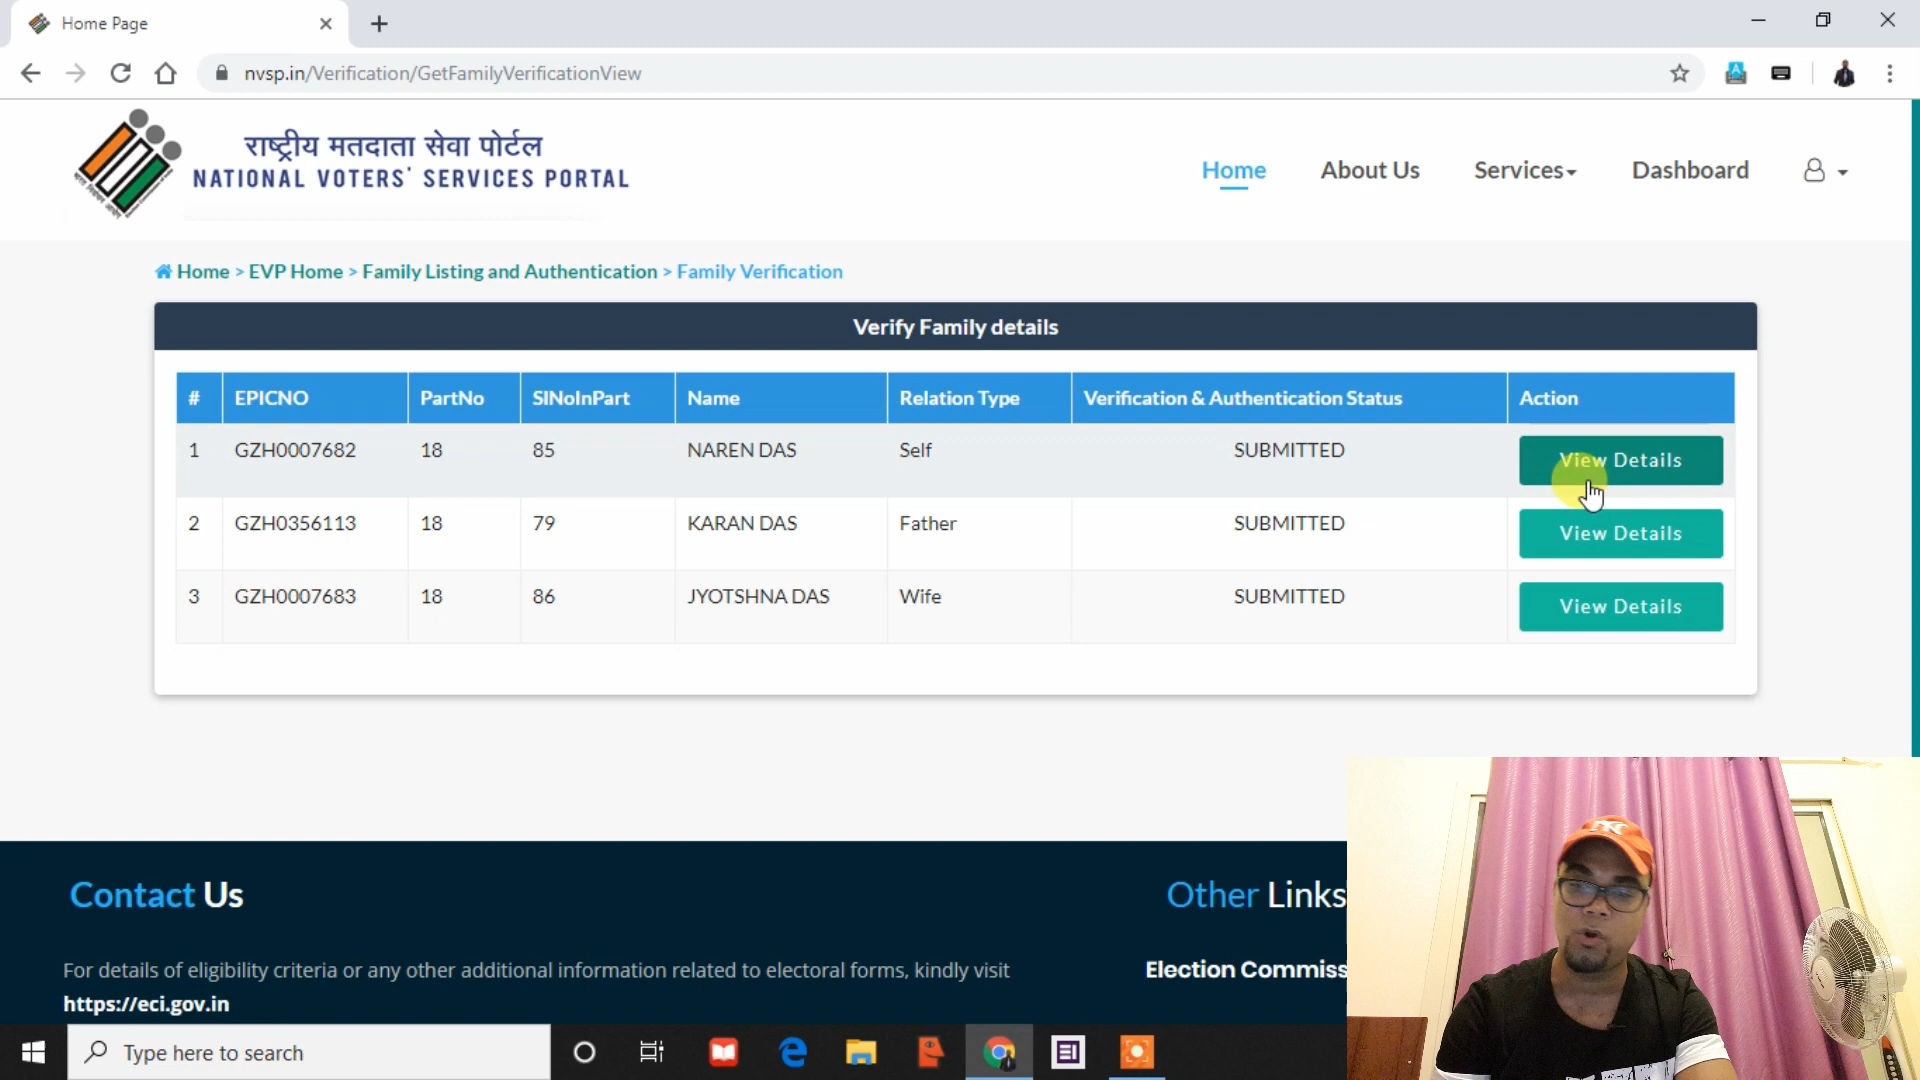 Home Page
nvsp.in/Verification/GetFamilyVerificationView
राष्ट्रीय मतदाता सेवा पोर्टल
NATIONAL VOTERS' SERVICES PORTAL
Home About Us Services Dashboard
Home > EVP Home > Family Listing and Authentication > Family Verification
Verify Family details
# EPICNO PartNo SlNoInPart Name Relation Type Verification & Authentication Status Action
1 GZH0007682 18 85 NAREN DAS Self SUBMITTED View Details
2 GZH0356113 18 79 KARAN DAS Father SUBMITTED View Details
3 GZH0007683 18 86 JYOTSHNA DAS Wife SUBMITTED View Details
Contact Us
Other Links
For details of eligibility criteria or any other additional information related to electoral forms, kindly visit
https://eci.gov.in
Election Commiss
Type here to search